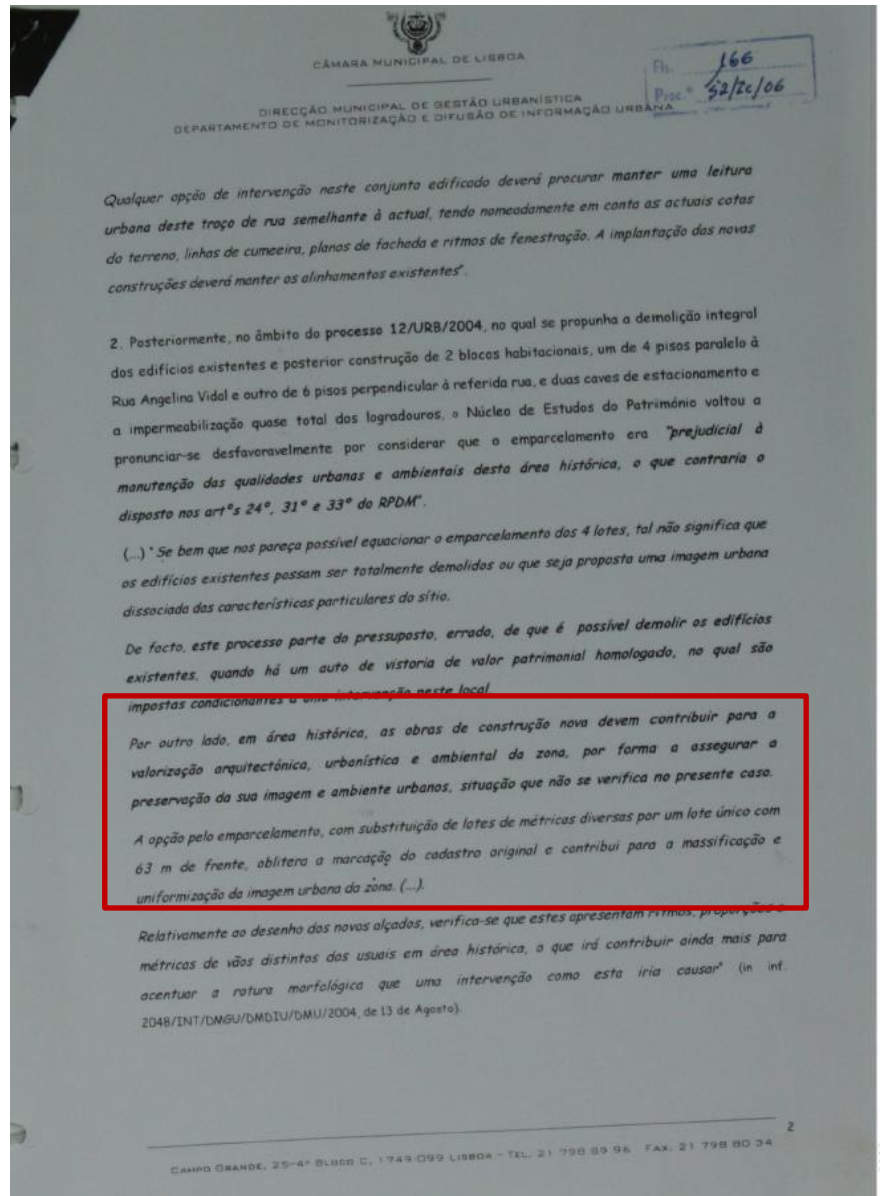 CÂMARA MUNICIPAL DE LISBOA
Fls. 166
Proc.º 52/Ic/06
DIRECÇÃO MUNICIPAL DE GESTÃO URBANÍSTICA
DEPARTAMENTO DE MONITORIZAÇÃO E DIFUSÃO DE INFORMAÇÃO URBANA
Qualquer opção de intervenção neste conjunto edificado deverá procurar manter uma leitura
urbana deste troço de rua semelhante à actual, tendo nomeadamente em conta as actuais cotas
do terreno, linhas de cumeeira, planos de fachada e ritmos de fenestração. A implantação das novas
construções deverá manter os alinhamentos existentes".
2. Posteriormente, no âmbito do processo 12/URB/2004, no qual se propunha a demolição integral
dos edifícios existentes e posterior construção de 2 blocos habitacionais, um de 4 pisos paralelo à
Rua Angelina Vidal e outro de 6 pisos perpendicular à referida rua, e duas caves de estacionamento e
a impermeabilização quase total dos logradouros, o Núcleo de Estudos do Património voltou a
pronunciar-se desfavoravelmente por considerar que o emparcelamento era "prejudicial à
manutenção das qualidades urbanas e ambientais desta área histórica, o que contraria o
disposto nos artºs 24º, 31º e 33º do RPDM".
(...) "Se bem que nos pareça possível equacionar o emparcelamento dos 4 lotes, tal não significa que
os edifícios existentes possam ser totalmente demolidos ou que seja proposta uma imagem urbana
dissociada das características particulares do sítio.
De facto, este processo parte do pressuposto, errado, de que é possível demolir os edifícios
existentes, quando há um auto de vistoria de valor patrimonial homologado, no qual são
impostas condicionantes a uma intervenção neste local.
Por outro lado, em área histórica, as obras de construção nova devem contribuir para a
valorização arquitectónica, urbanística e ambiental da zona, por forma a assegurar a
preservação da sua imagem e ambiente urbanos, situação que não se verifica no presente caso.
A opção pelo emparcelamento, com substituição de lotes de métricas diversas por um lote único com
63 m de frente, oblitera a marcação do cadastro original e contribui para a massificação e
uniformização da imagem urbana da zona. (...).
Relativamente ao desenho dos novos alçados, verifica-se que estes apresentam ritmos, proporções e
métricas de vãos distintos dos usuais em área histórica, o que irá contribuir ainda mais para
acentuar a rotura morfológica que uma intervenção como esta iria causar" (in inf.
2048/INT/DMGU/DMDIU/DMU/2004, de 13 de Agosto).
2
CAMPO GRANDE, 25-4º BLOCO C, 1749-099 LISBOA - TEL. 21 798 89 96 FAX. 21 798 80 34